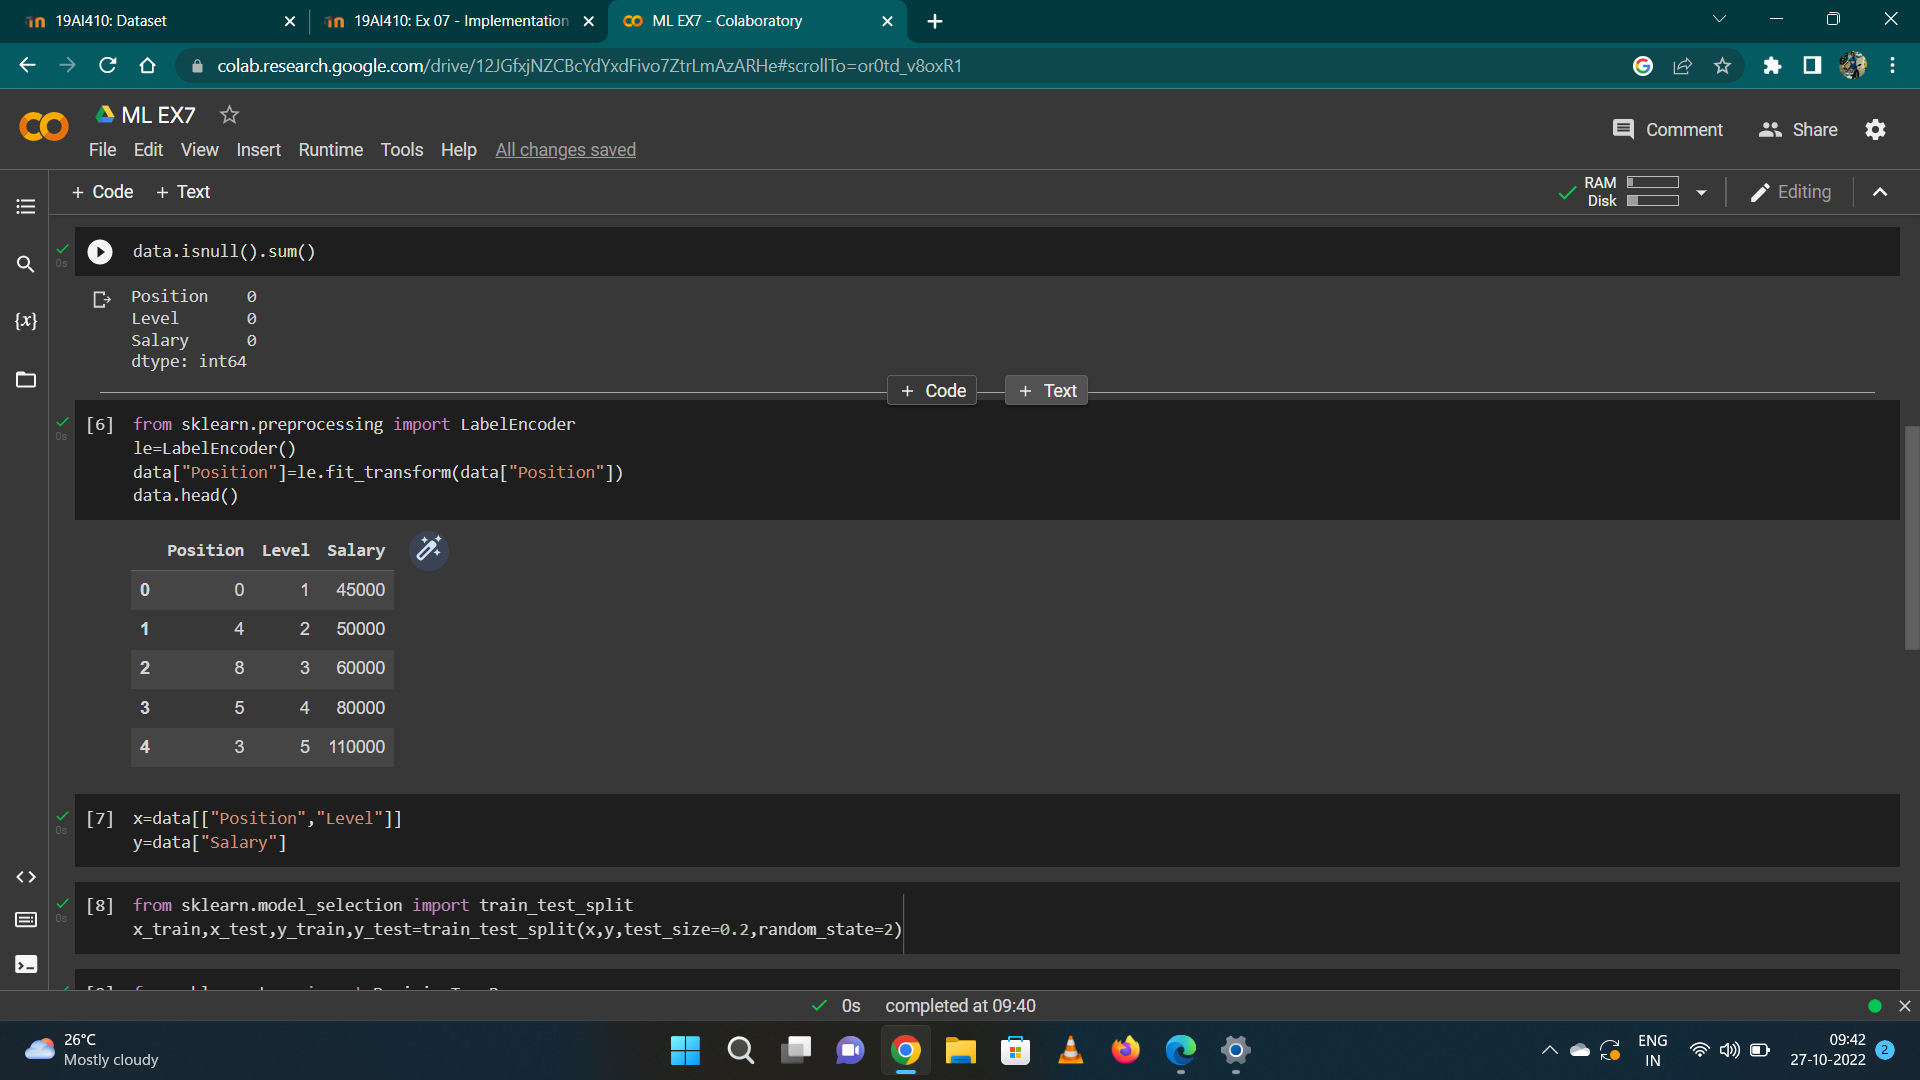 19AI410: Dataset
19AI410: Ex 07 - Implementation
ML EX7 - Colaboratory
colab.research.google.com/drive/12JGfxjNZCBcYdYxdFivo7ZtrLmAzARHe#scrollTo=or0td_v8oxR1
ML EX7
Comment
Share
File Edit View Insert Runtime Tools Help All changes saved
+ Code + Text
RAM
Disk
Editing
0s
data.isnull().sum()
Position 0
Level 0
Salary 0
dtype: int64
+ Code + Text
0s
[6] from sklearn.preprocessing import LabelEncoder
le=LabelEncoder()
data["Position"]=le.fit_transform(data["Position"])
data.head()
Position Level Salary
0 0 1 45000
1 4 2 50000
2 8 3 60000
3 5 4 80000
4 3 5 110000
0s
[7] x=data[["Position","Level"]]
y=data["Salary"]
0s
[8] from sklearn.model_selection import train_test_split
x_train,x_test,y_train,y_test=train_test_split(x,y,test_size=0.2,random_state=2)
0s completed at 09:40
26°C
Mostly cloudy
ENG
IN
09:42
27-10-2022
2